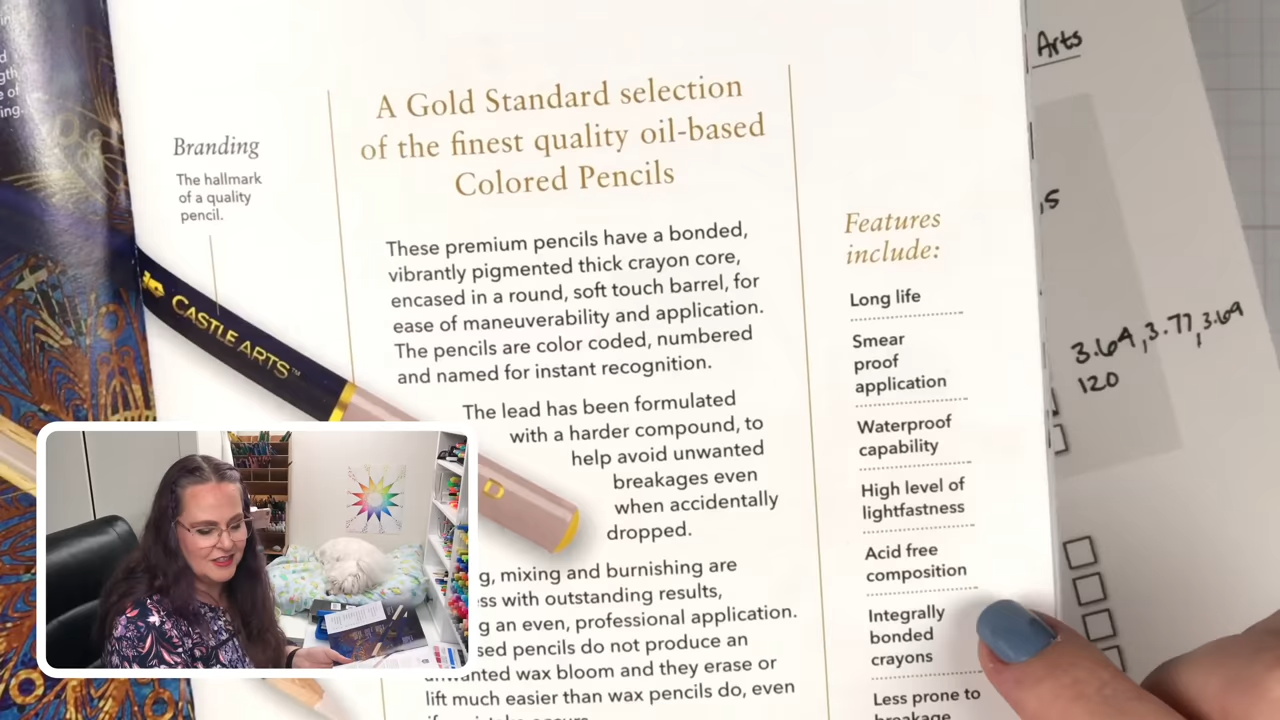 Arts
A Gold Standard selection
of the finest quality oil-based
Colored Pencils
Branding
The hallmark
of a quality
pencil.
CASTLE ARTS™
These premium pencils have a bonded,
vibrantly pigmented thick crayon core,
encased in a round, soft touch barrel, for
ease of maneuverability and application.
The pencils are color coded, numbered
and named for instant recognition.
The lead has been formulated
with a harder compound, to
help avoid unwanted
breakages even
when accidentally
dropped.
g, mixing and burnishing are
ss with outstanding results,
g an even, professional application.
sed pencils do not produce an
unwanted wax bloom and they erase or
lift much easier than wax pencils do, even
Features
include:
Long life
Smear
proof
application
Waterproof
capability
High level of
lightfastness
Acid free
composition
Integrally
bonded
crayons
Less prone to
breakage
3.64, 3.77, 3.69
120